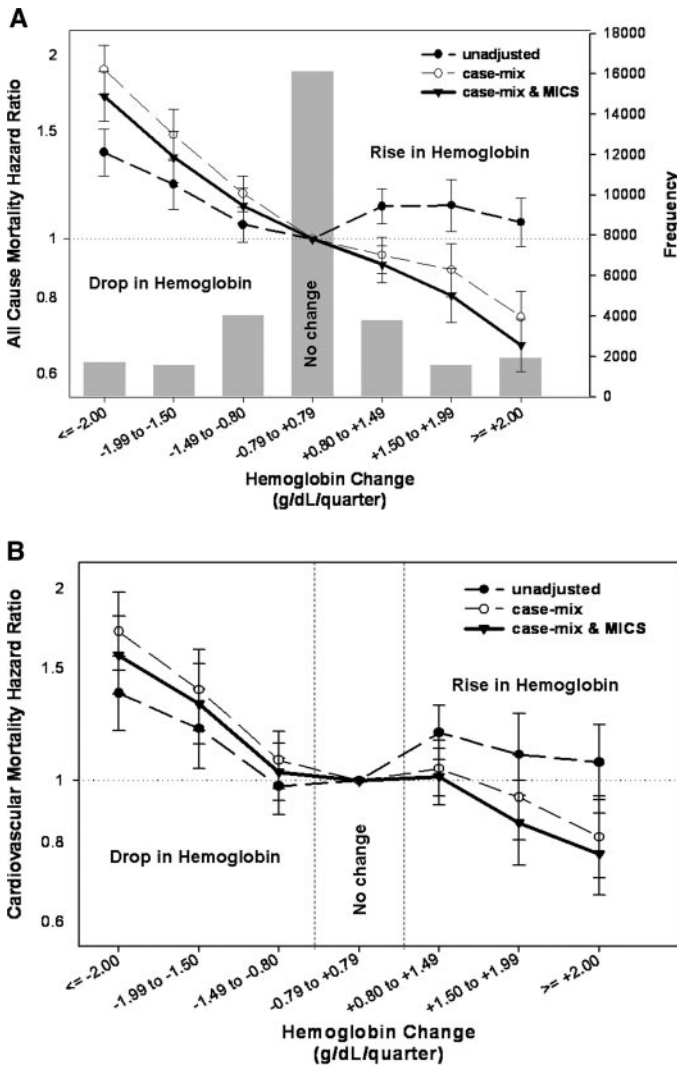 A
All Cause Mortality Hazard Ratio
2
1.5
1
0.8
0.6
unadjusted
case-mix
case-mix & MICS
Rise in Hemoglobin
Drop in Hemoglobin
No change
18000
16000
14000
12000
10000
8000
6000
4000
2000
0
Frequency
<= -2.00
-1.99 to -1.50
-1.49 to -0.80
-0.79 to +0.79
+0.80 to +1.49
+1.50 to +1.99
>= +2.00
Hemoglobin Change
(g/dL/quarter)
B
Cardiovascular Mortality Hazard Ratio
2
1.5
1
0.8
0.6
unadjusted
case-mix
case-mix & MICS
Rise in Hemoglobin
Drop in Hemoglobin
No change
<= -2.00
-1.99 to -1.50
-1.49 to -0.80
-0.79 to +0.79
+0.80 to +1.49
+1.50 to +1.99
>= +2.00
Hemoglobin Change
(g/dL/quarter)